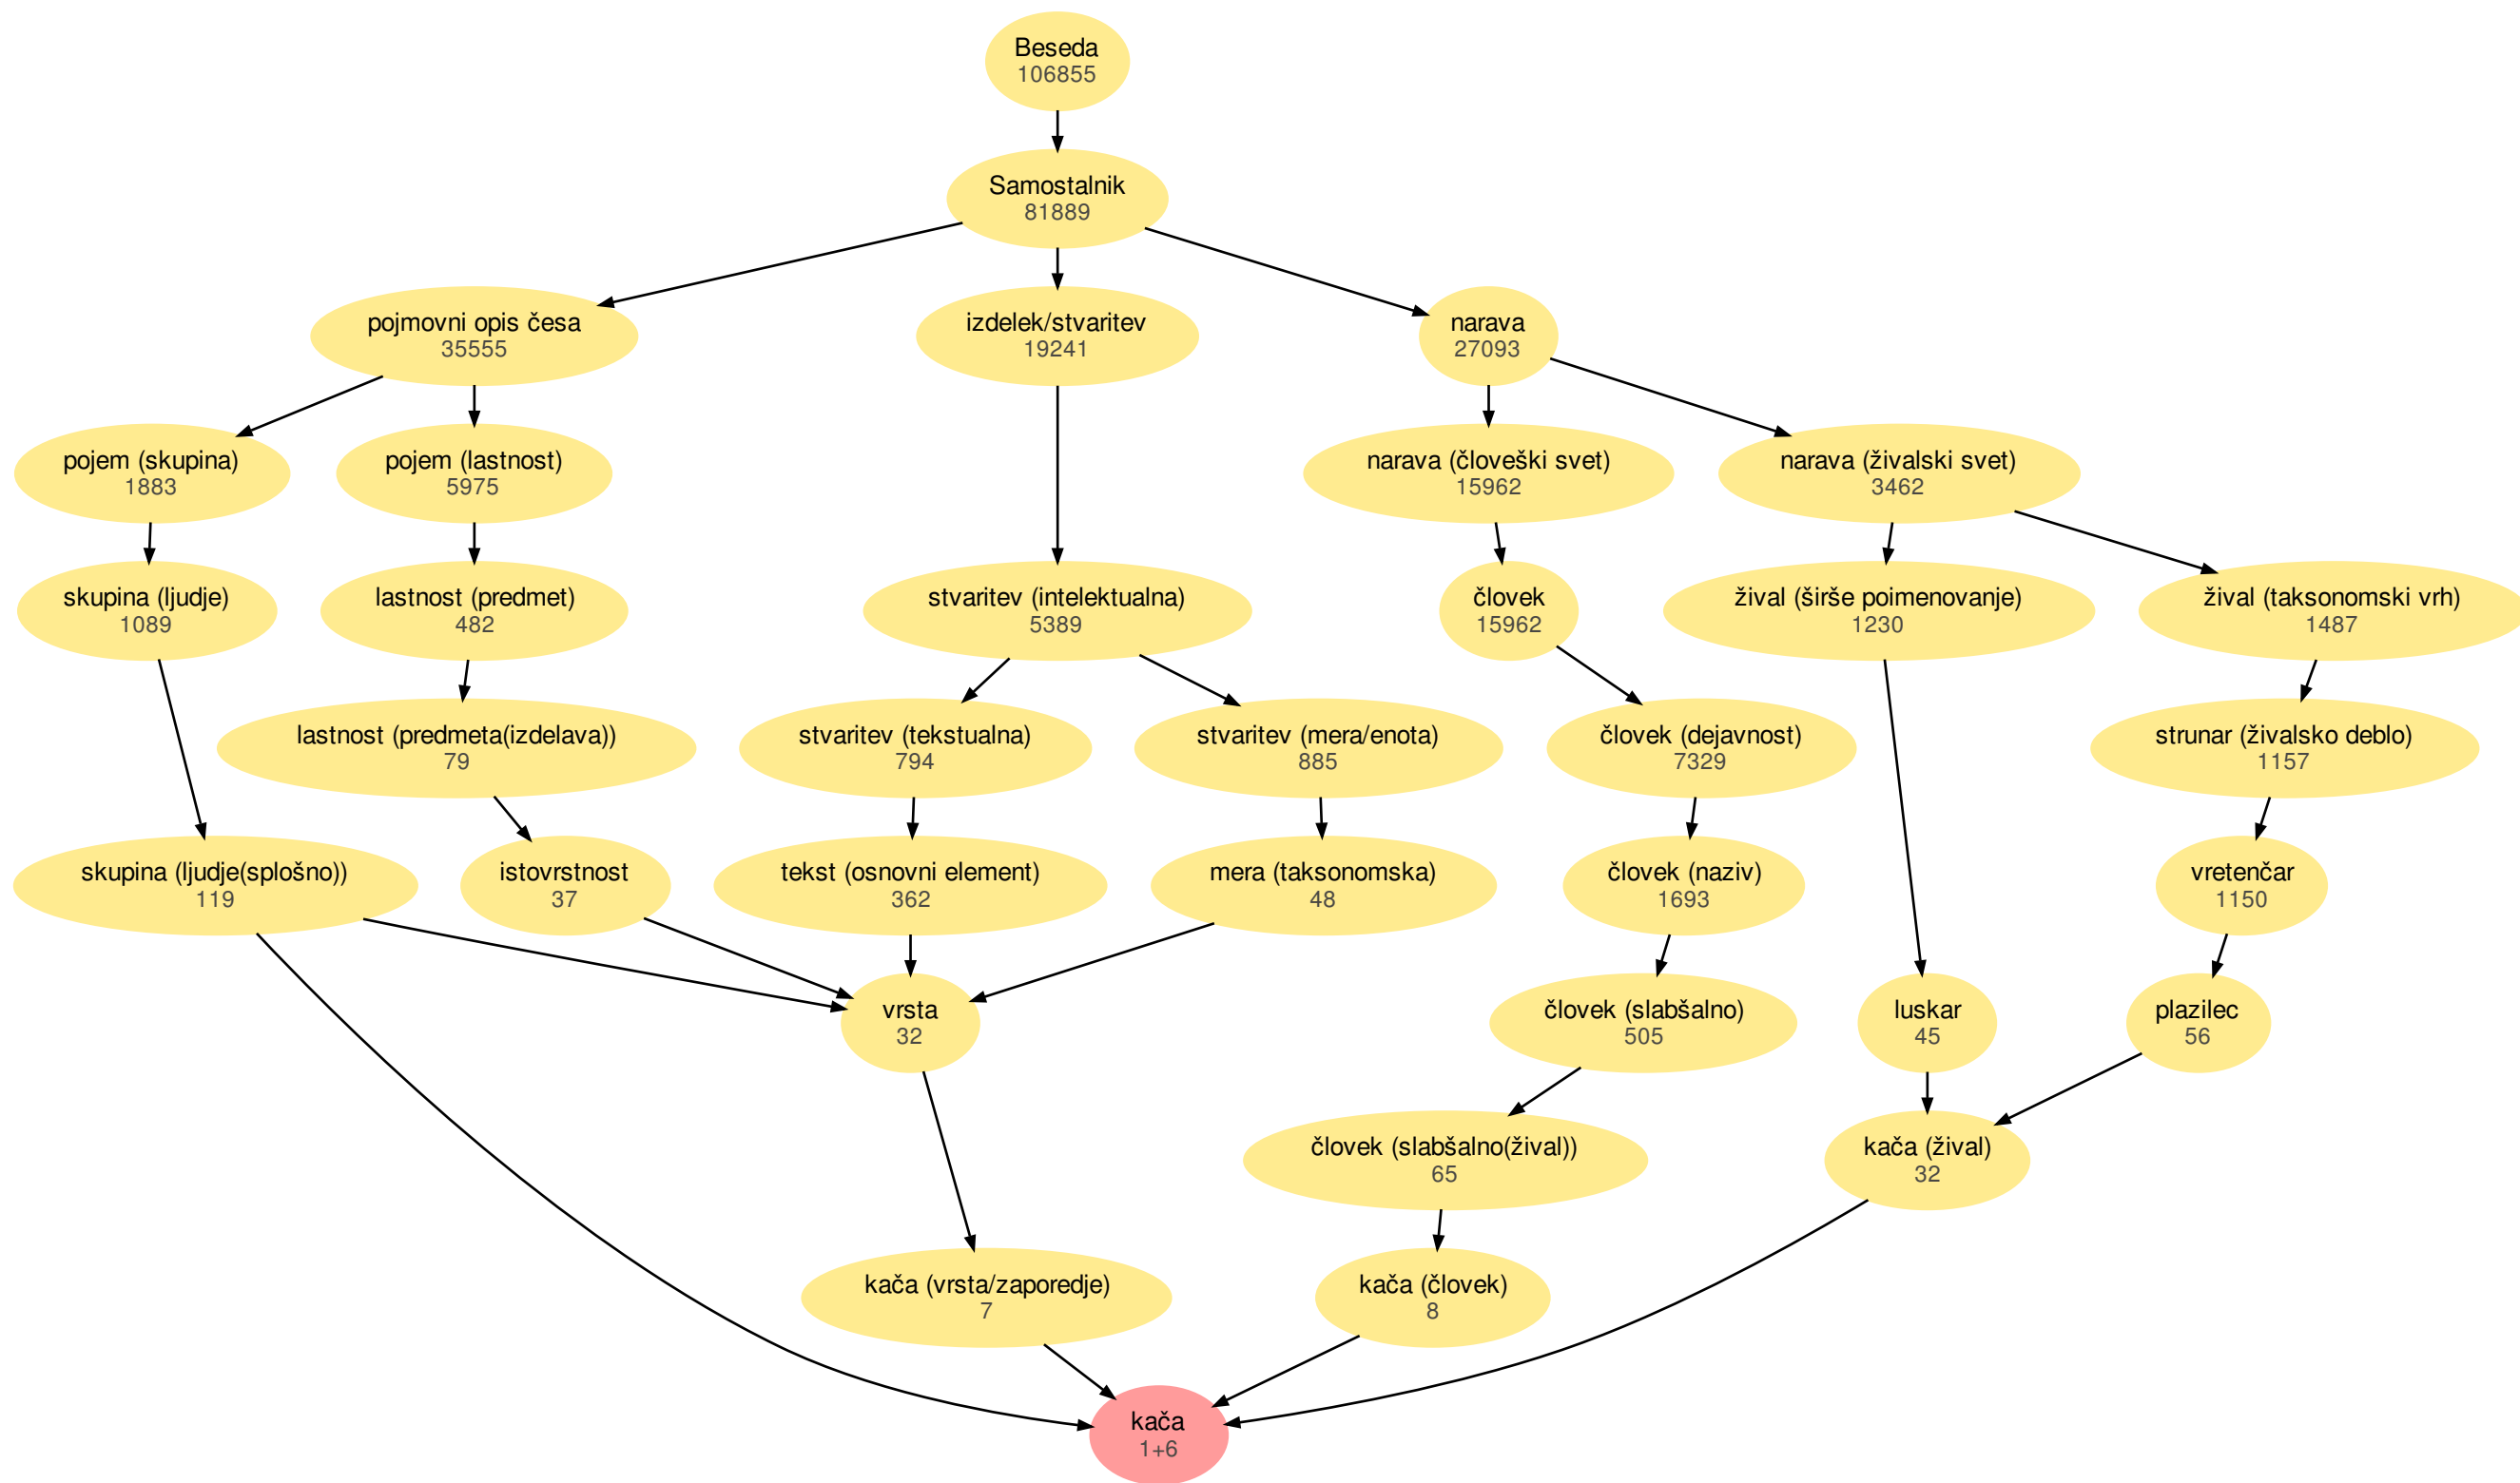 Beseda
106855
Samostalnik
81889
pojmovni opis česa
35555
izdelek/stvaritev
19241
narava
27093
pojem (skupina)
1883
pojem (lastnost)
5975
narava (človeški svet)
15962
narava (živalski svet)
3462
skupina (ljudje)
1089
lastnost (predmet)
482
stvaritev (intelektualna)
5389
človek
15962
žival (širše poimenovanje)
1230
žival (taksonomski vrh)
1487
lastnost (predmeta(izdelava))
79
stvaritev (tekstualna)
794
stvaritev (mera/enota)
885
človek (dejavnost)
7329
strunar (živalsko deblo)
1157
skupina (ljudje(splošno))
119
istovrstnost
37
tekst (osnovni element)
362
mera (taksonomska)
48
človek (naziv)
1693
vretenčar
1150
vrsta
32
človek (slabšalno)
505
luskar
45
plazilec
56
človek (slabšalno(žival))
65
kača (žival)
32
kača (vrsta/zaporedje)
7
kača (človek)
8
kača
1+6